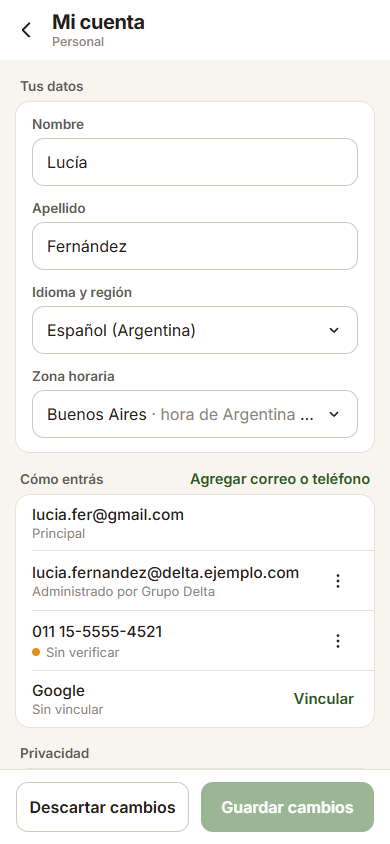 Mi cuenta
Personal
Tus datos
Nombre
Lucía
Apellido
Fernández
Idioma y región
Español (Argentina)
Zona horaria
Buenos Aires · hora de Argentina ...
Cómo entrás
Agregar correo o teléfono
lucia.fer@gmail.com
Principal
lucia.fernandez@delta.ejemplo.com
Administrado por Grupo Delta
011 15-5555-4521
Sin verificar
Google
Sin vincular
Vincular
Privacidad
Descartar cambios
Guardar cambios